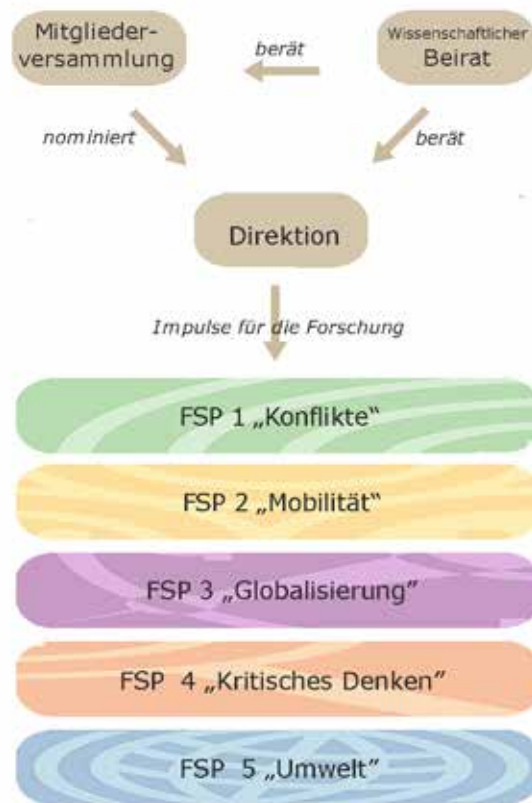 Mitglieder-
versammlung
berät
Wissenschaftlicher
Beirat
nominiert
berät
Direktion
Impulse für die Forschung
FSP 1 „Konflikte“
FSP 2 „Mobilität“
FSP 3 „Globalisierung”
FSP 4 „Kritisches Denken”
FSP 5 „Umwelt”